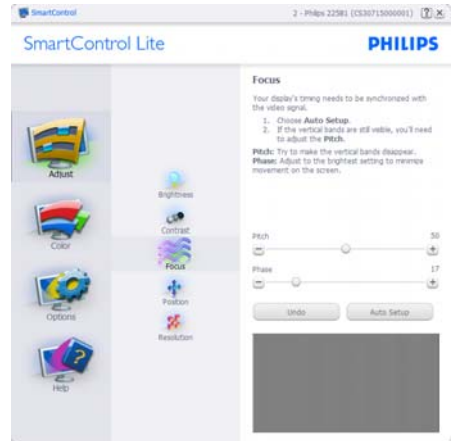 SmartControl
2 - Philips 225B1 (CS30715000001)
SmartControl Lite
PHILIPS
Adjust
Color
Options
Help
Brightness
Contrast
Focus
Position
Resolution
Focus
Your display's timing needs to be synchronized with
the video signal.
1. Choose Auto Setup.
2. If the vertical bands are still visible, you'll need
to adjust the Pitch.
Pitch: Try to make the vertical bands disappear.
Phase: Adjust to the brightest setting to minimize
movement on the screen.
Pitch 50
Phase 17
Undo
Auto Setup